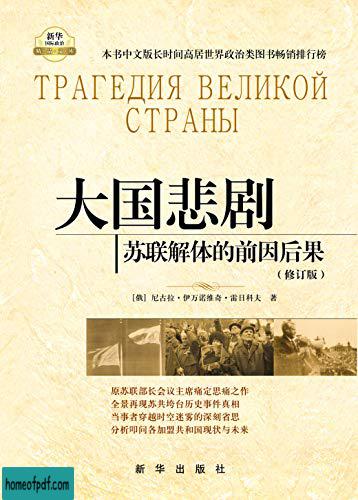 新华
国际政治
本书中文版长时间高居世界政治类图书畅销排行榜
ТРАГЕДИЯ ВЕЛИКОЙ
СТРАНЫ
大国悲剧
苏联解体的前因后果
（修订版）
［俄］尼古拉·伊万诺维奇·雷日科夫 著
原苏联部长会议主席痛定思痛之作
全景再现苏共垮台历史事件真相
当事者穿越时空迷雾的深刻省思
分析叩问各加盟共和国现状与未来
新华出版社
homeofpdf.com